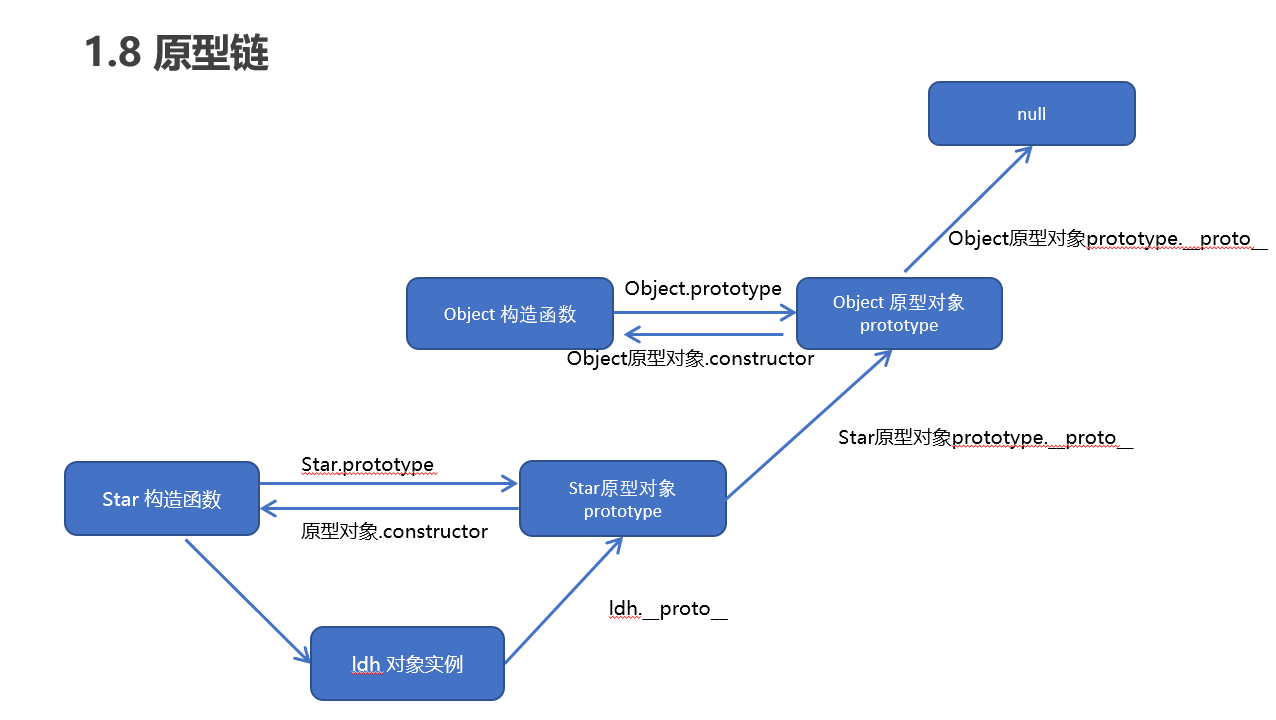 1.8 原型链
null
Object原型对象prototype.__proto__
Object.prototype
Object 构造函数
Object 原型对象
prototype
Object原型对象.constructor
Star原型对象prototype.__proto__
Star.prototype
Star 构造函数
Star原型对象
prototype
原型对象.constructor
ldh.__proto__
ldh 对象实例